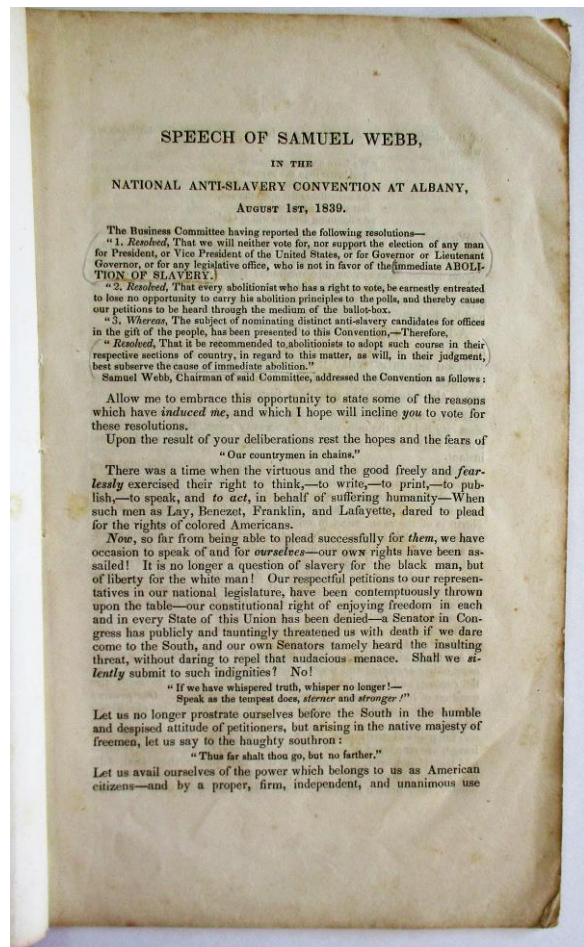 SPEECH OF SAMUEL WEBB,
IN THE
NATIONAL ANTI-SLAVERY CONVENTION AT ALBANY,
AUGUST 1ST, 1839.
The Business Committee having reported the following resolutions—
"1. Resolved, That we will neither vote for, nor support the election of any man
for President, or Vice President of the United States, or for Governor or Lieutenant
Governor, or for any legislative office, who is not in favor of the immediate ABOLI-
TION OF SLAVERY.
"2. Resolved, That every abolitionist who has a right to vote, be earnestly entreated
to lose no opportunity to carry his abolition principles to the polls, and thereby cause
our petitions to be heard through the medium of the ballot-box.
"3. Whereas, The subject of nominating distinct anti-slavery candidates for offices
in the gift of the people, has been presented to this Convention,—Therefore,
"Resolved, That it be recommended to abolitionists to adopt such course in their
respective sections of country, in regard to this matter, as will, in their judgment,
best subserve the cause of immediate abolition."
Samuel Webb, Chairman of said Committee, addressed the Convention as follows:
Allow me to embrace this opportunity to state some of the reasons
which have induced me, and which I hope will incline you to vote for
these resolutions.
Upon the result of your deliberations rest the hopes and the fears of
"Our countrymen in chains."
There was a time when the virtuous and the good freely and fear-
lessly exercised their right to think,—to write,—to print,—to pub-
lish,—to speak, and to act, in behalf of suffering humanity—When
such men as Lay, Benezet, Franklin, and Lafayette, dared to plead
for the rights of colored Americans.
Now, so far from being able to plead successfully for them, we have
occasion to speak of and for ourselves—our OWN rights have been as-
sailed! It is no longer a question of slavery for the black man, but
of liberty for the white man! Our respectful petitions to our represen-
tatives in our national legislature, have been contemptuously thrown
upon the table—our constitutional right of enjoying freedom in each
and in every State of this Union has been denied—a Senator in Con-
gress has publicly and tauntingly threatened us with death if we dare
come to the South, and our own Senators tamely heard the insulting
threat, without daring to repel that audacious menace. Shall we si-
lently submit to such indignities? No!
"If we have whispered truth, whisper no longer!—
Speak as the tempest does, sterner and stronger!"
Let us no longer prostrate ourselves before the South in the humble
and despised attitude of petitioners, but arising in the native majesty of
freemen, let us say to the haughty southron:
"Thus far shalt thou go, but no farther."
Let us avail ourselves of the power which belongs to us as American
citizens—and by a proper, firm, independent, and unanimous use